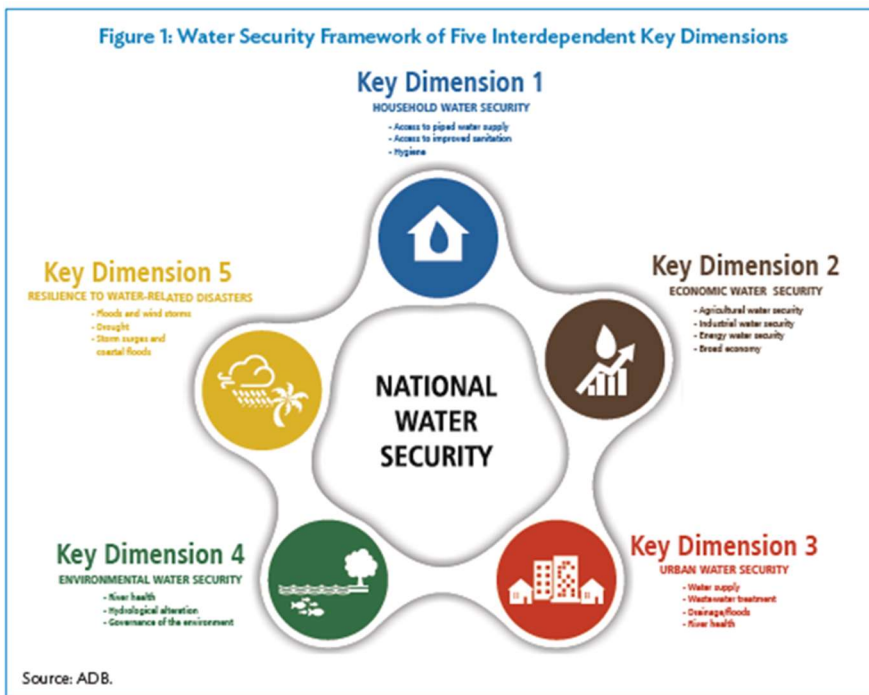 Figure 1: Water Security Framework of Five Interdependent Key Dimensions
Key Dimension 1
HOUSEHOLD WATER SECURITY
- Access to piped water supply
- Access to improved sanitation
- Hygiene
Key Dimension 2
ECONOMIC WATER SECURITY
- Agricultural water security
- Industrial water security
- Energy water security
- Broad economy
Key Dimension 5
RESILIENCE TO WATER-RELATED DISASTERS
- Floods and wind storms
- Drought
- Storm surges and
coastal floods
NATIONAL
WATER
SECURITY
Key Dimension 4
ENVIRONMENTAL WATER SECURITY
- River health
- Hydrological alteration
- Governance of the environment
Key Dimension 3
URBAN WATER SECURITY
- Water supply
- Wastewater treatment
- Drainage/floods
- River health
Source: ADB.